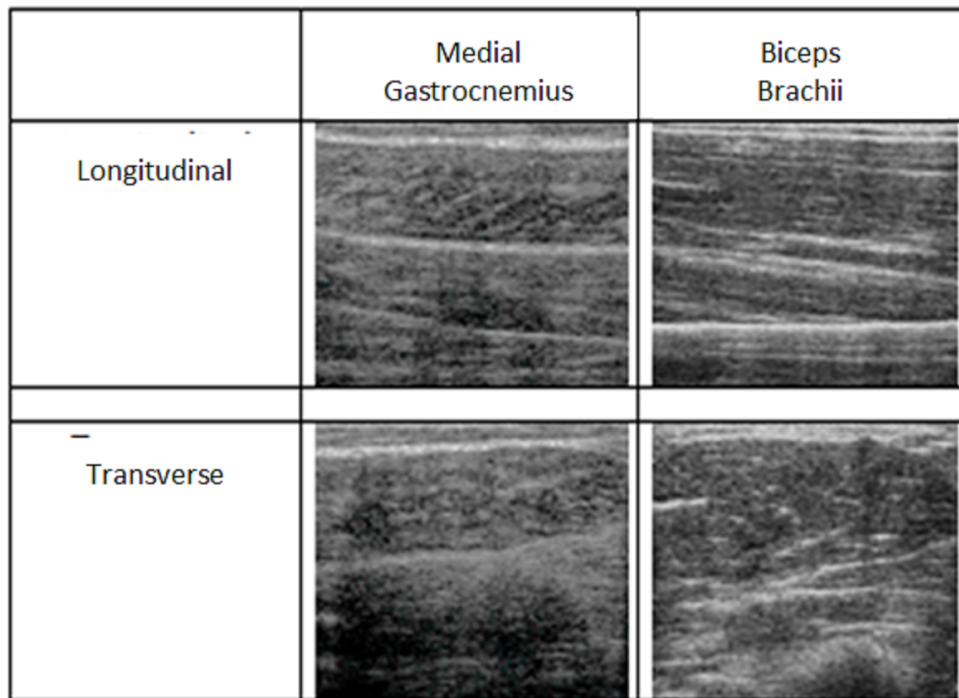 Medial
Gastrocnemius
Biceps
Brachii
Longitudinal
Transverse